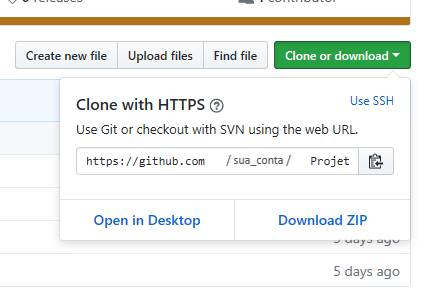 releases 1 contributor
Create new file Upload files Find file Clone or download
Clone with HTTPS Use SSH
Use Git or checkout with SVN using the web URL.
https://github.com /sua_conta/ Projet
Open in Desktop Download ZIP
5 days ago
5 days ago